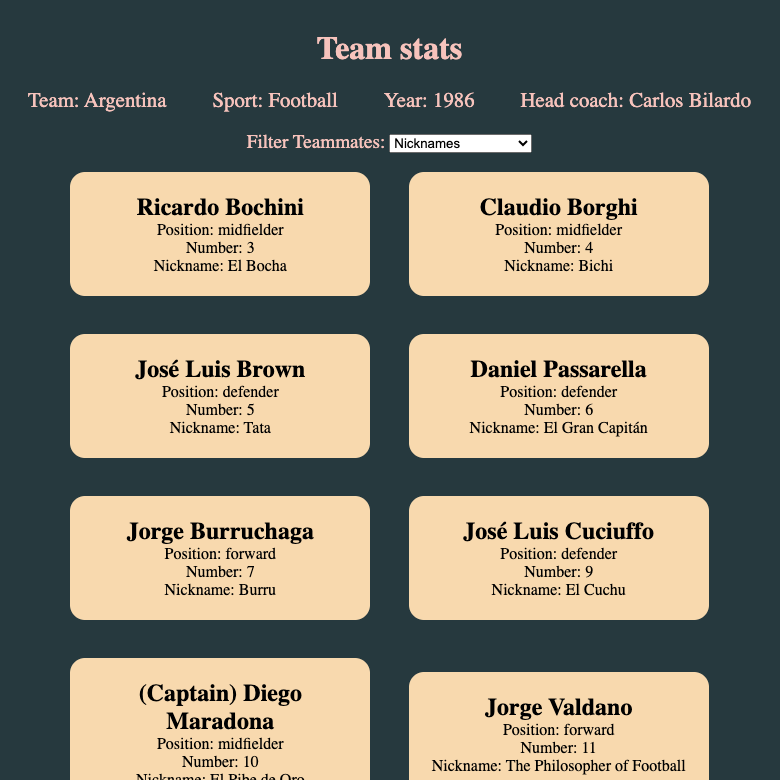 Team stats
Team: Argentina Sport: Football Year: 1986 Head coach: Carlos Bilardo
Filter Teammates: Nicknames
Ricardo Bochini
Position: midfielder
Number: 3
Nickname: El Bocha
Claudio Borghi
Position: midfielder
Number: 4
Nickname: Bichi
José Luis Brown
Position: defender
Number: 5
Nickname: Tata
Daniel Passarella
Position: defender
Number: 6
Nickname: El Gran Capitán
Jorge Burruchaga
Position: forward
Number: 7
Nickname: Burru
José Luis Cuciuffo
Position: defender
Number: 9
Nickname: El Cuchu
(Captain) Diego
Maradona
Position: midfielder
Number: 10
Nickname: El Pibe de Oro
Jorge Valdano
Position: forward
Number: 11
Nickname: The Philosopher of Football